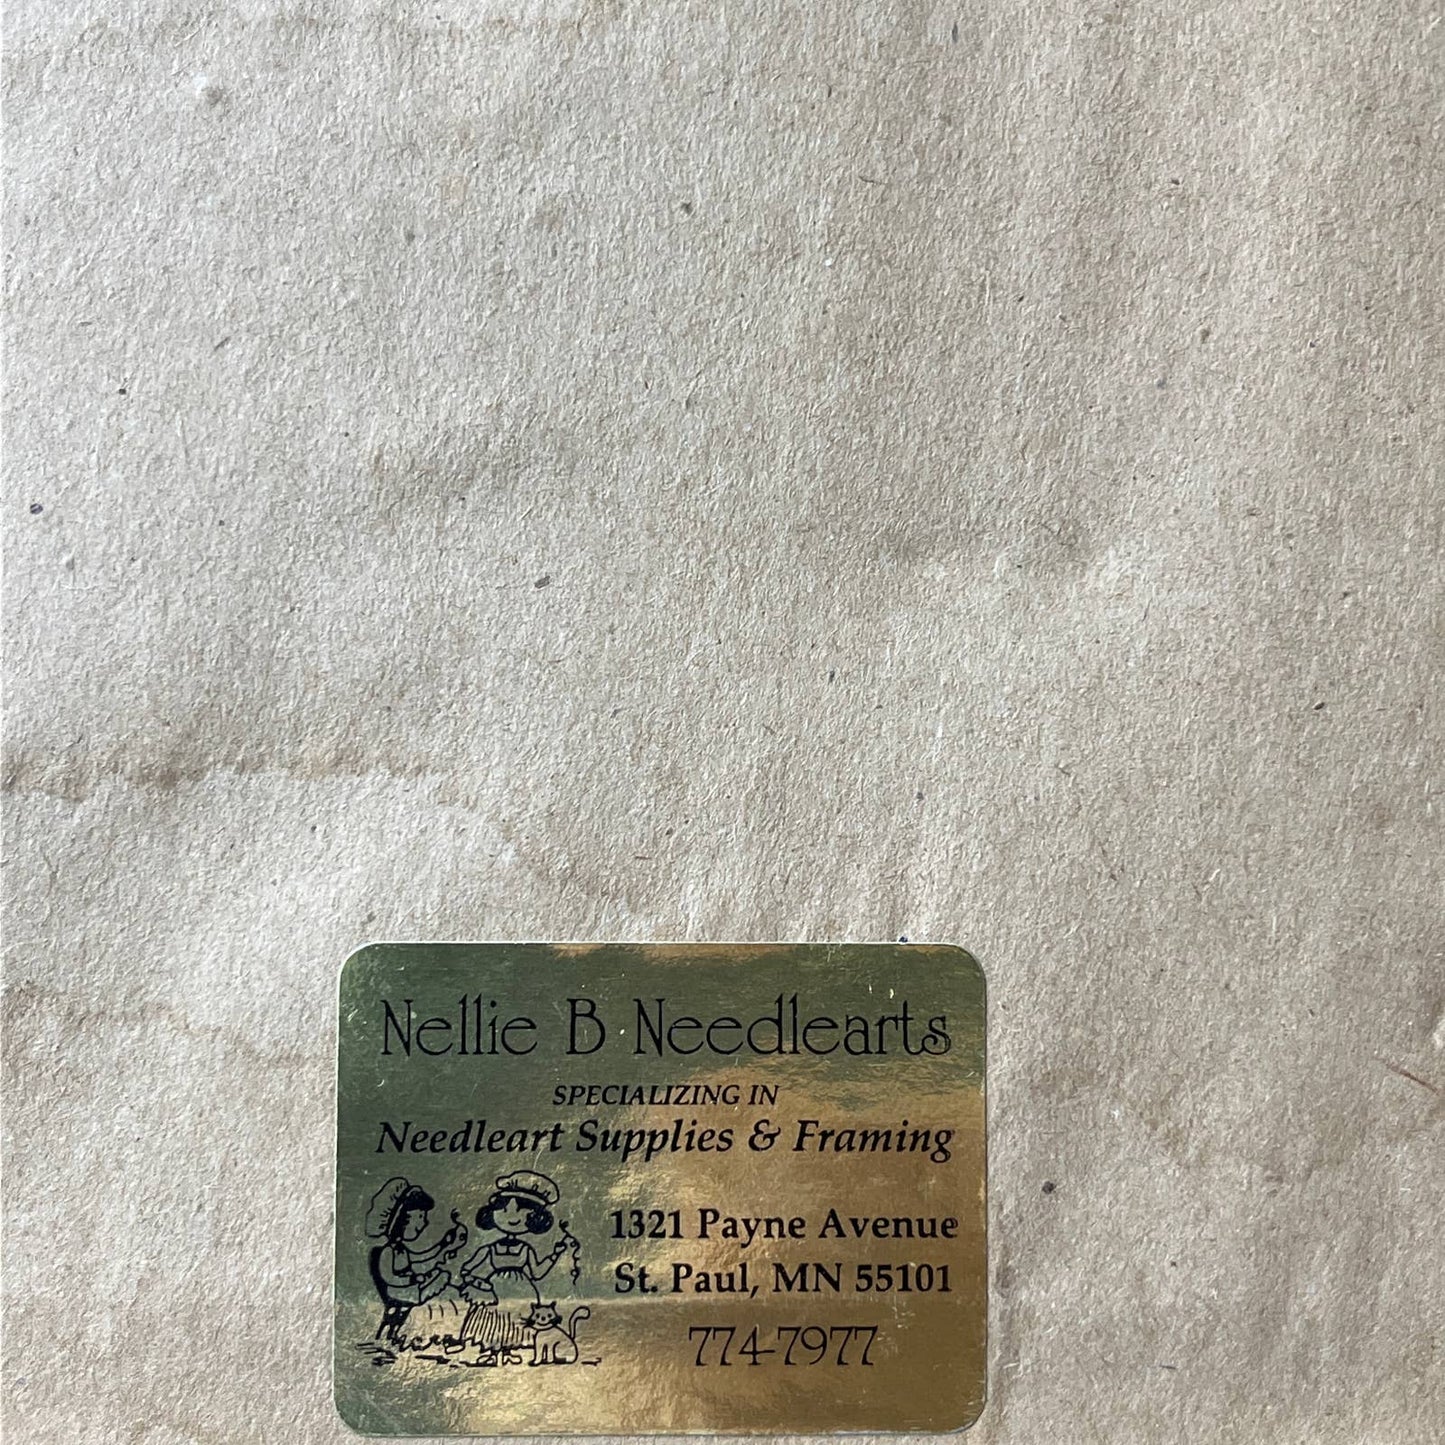 Nellie B Needlearts
SPECIALIZING IN
Needleart Supplies & Framing
1321 Payne Avenue
St. Paul, MN 55101
774-7977